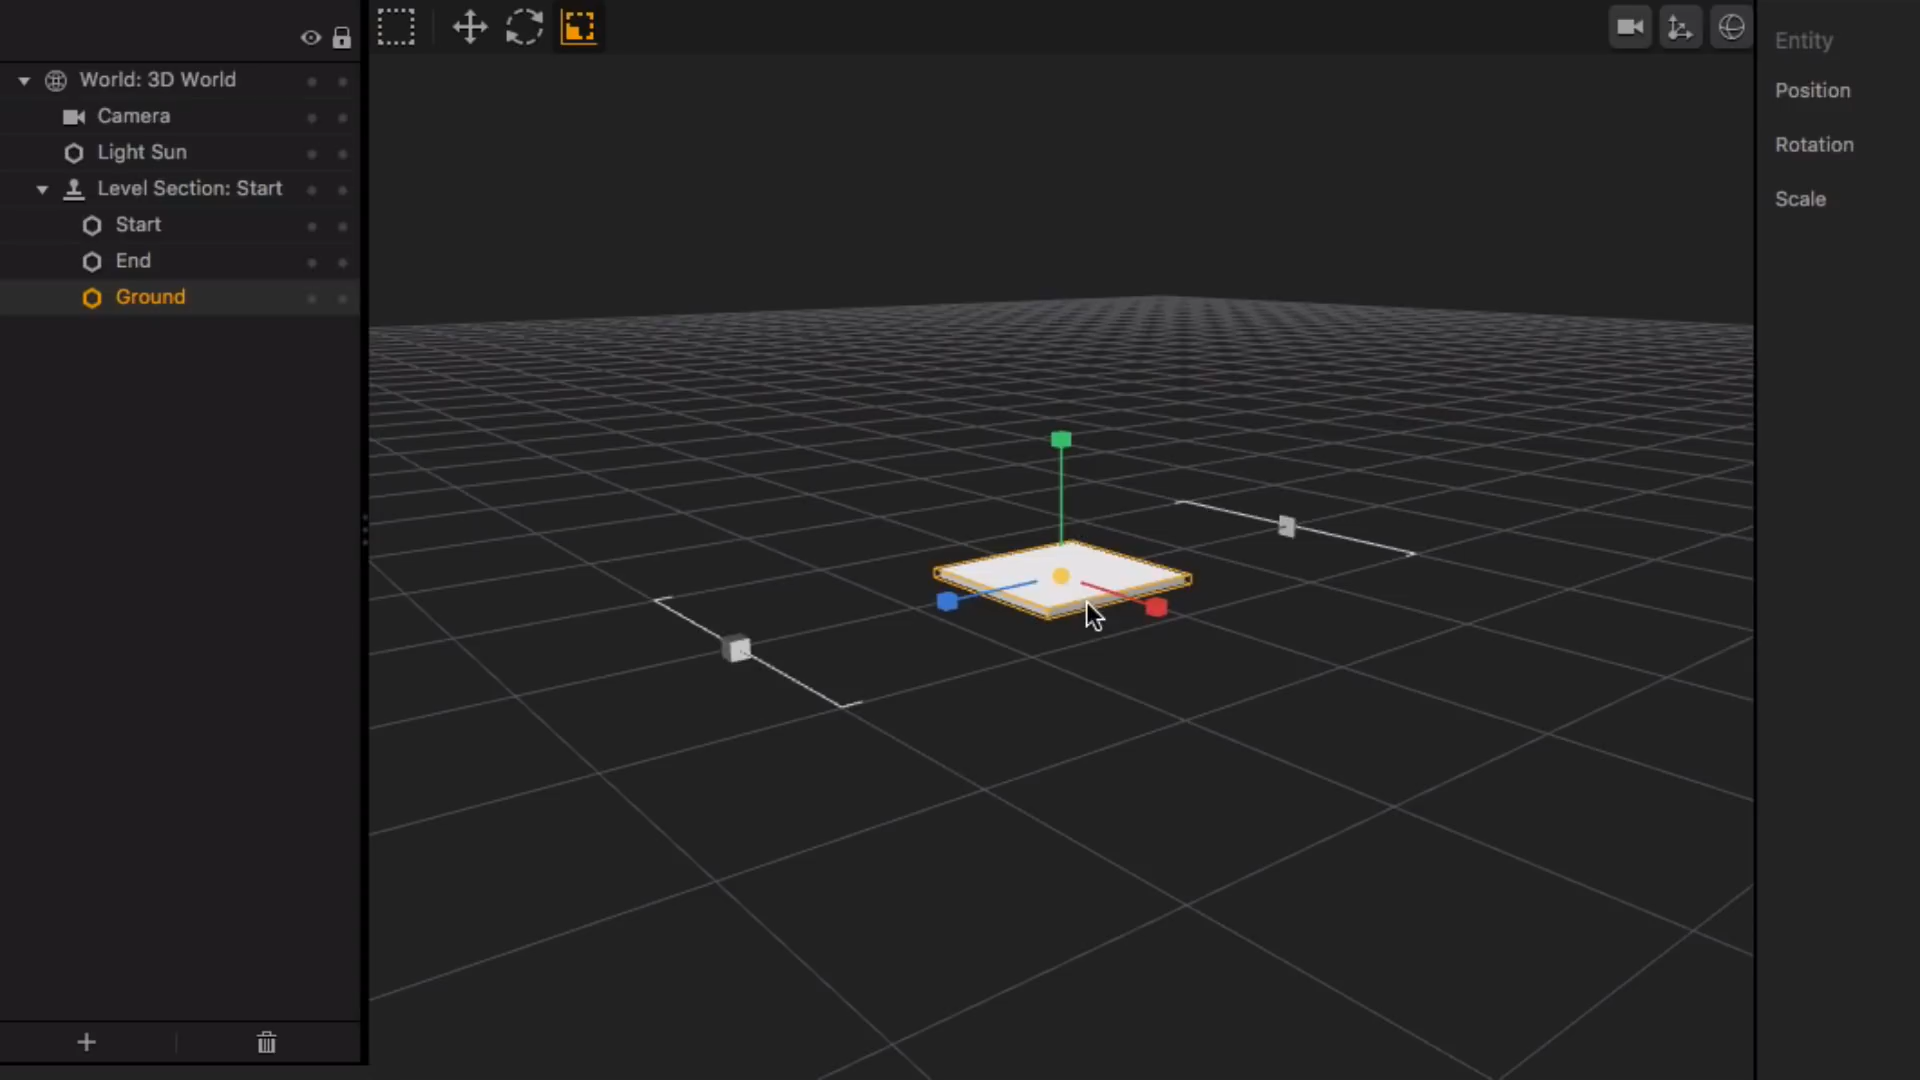 World: 3D World
Camera
Light Sun
Level Section: Start
Start
End
Ground
Entity
Position
Rotation
Scale